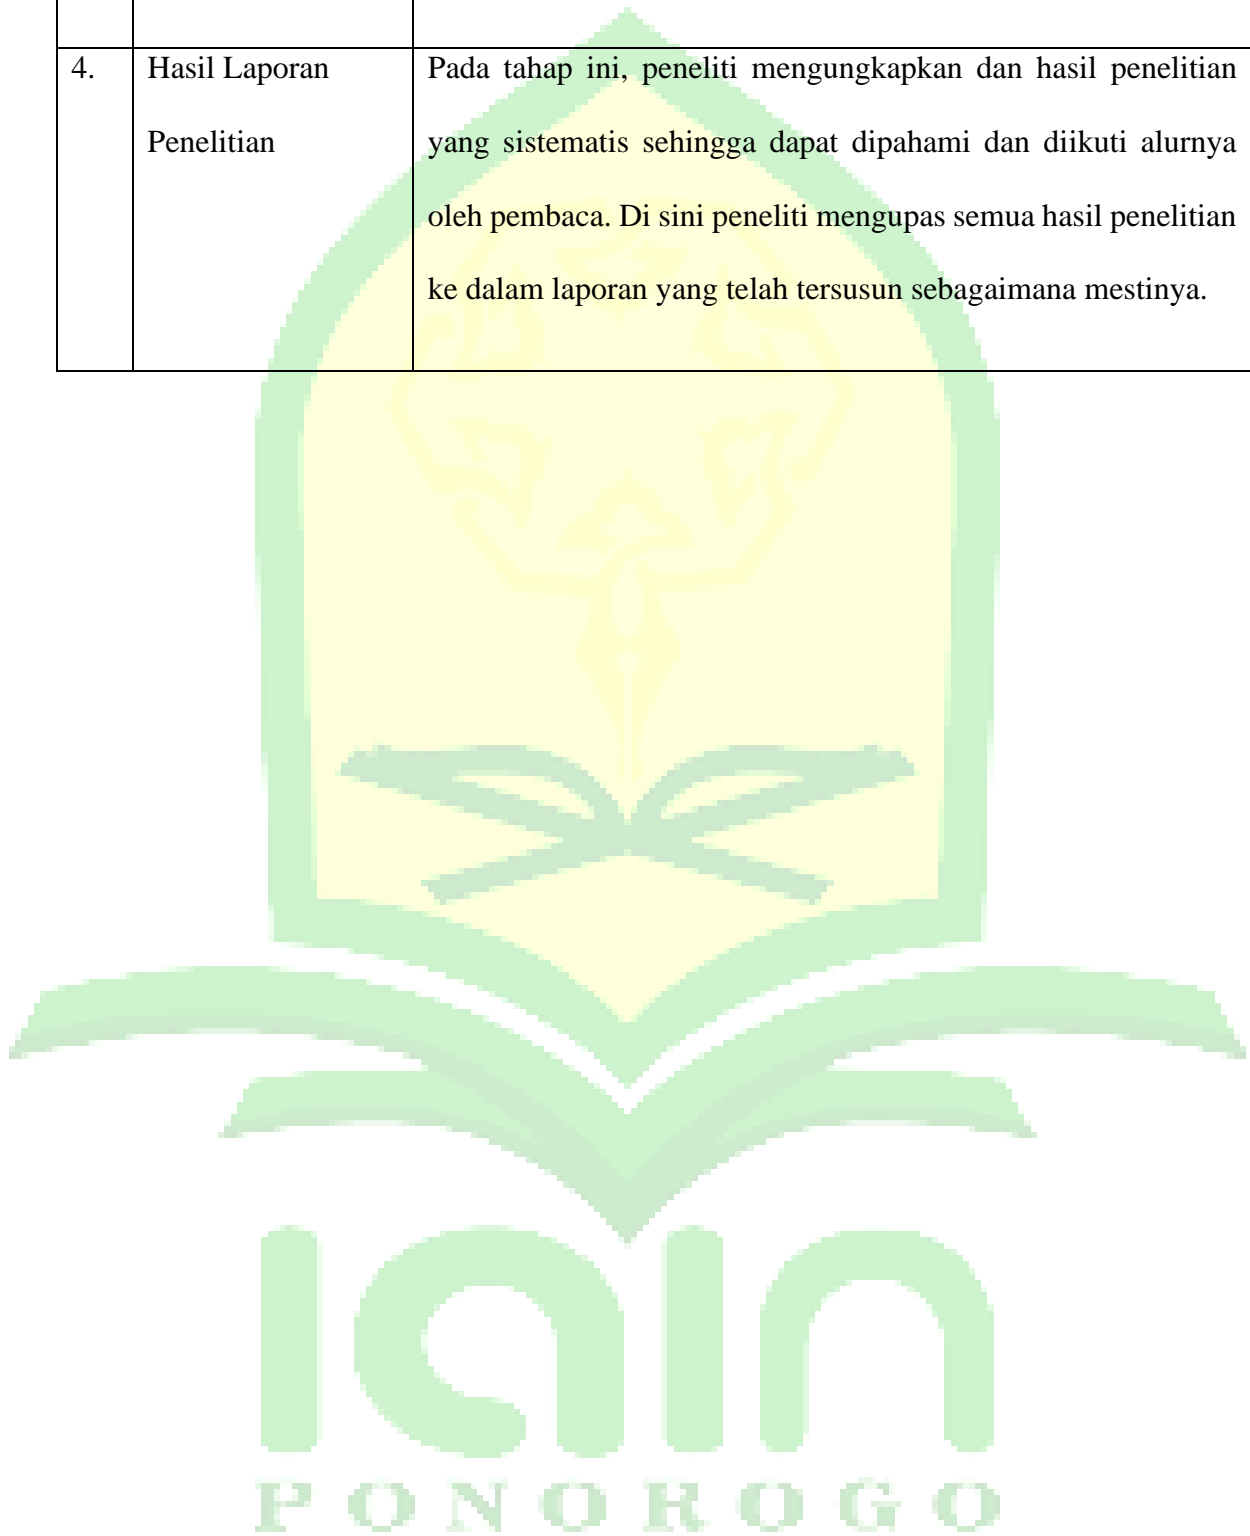 4. Hasil Laporan Pada tahap ini, peneliti mengungkapkan dan hasil penelitian
Penelitian yang sistematis sehingga dapat dipahami dan diikuti alurnya
oleh pembaca. Di sini peneliti mengupas semua hasil penelitian
ke dalam laporan yang telah tersusun sebagaimana mestinya.
iain
PONOROGO